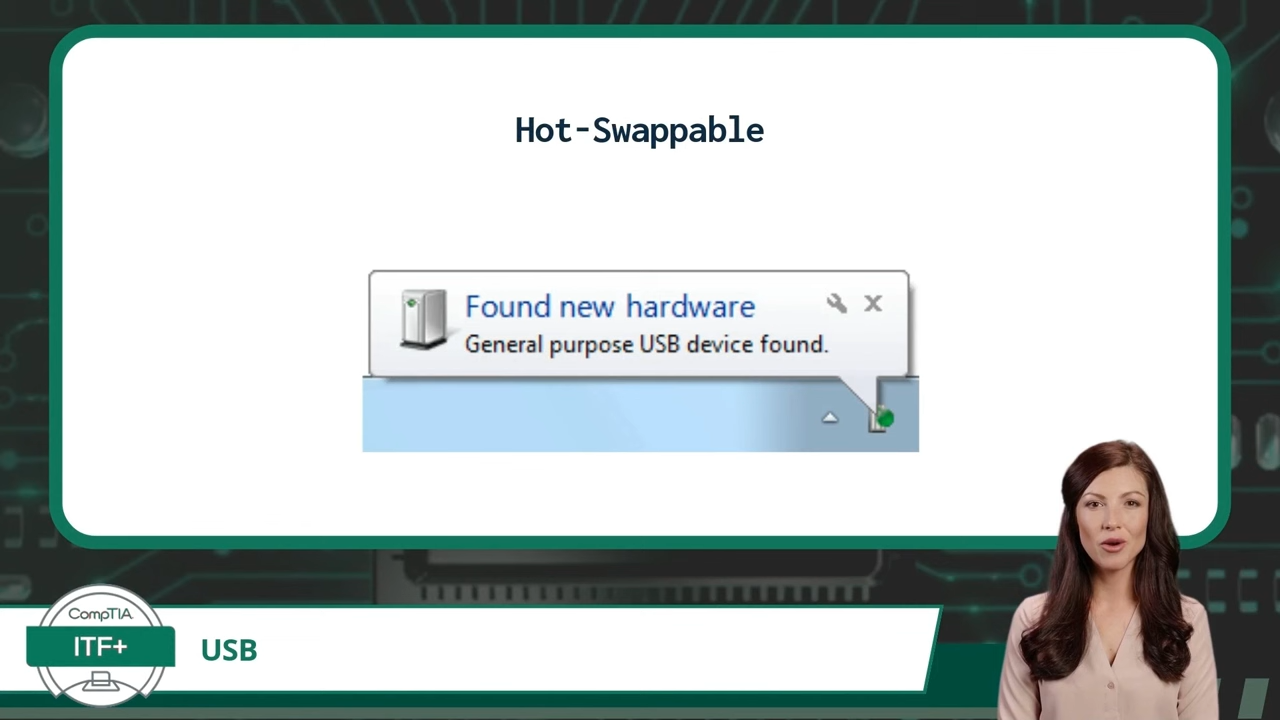 Hot-Swappable
Found new hardware
General purpose USB device found.
CompTIA.
ITF+
USB